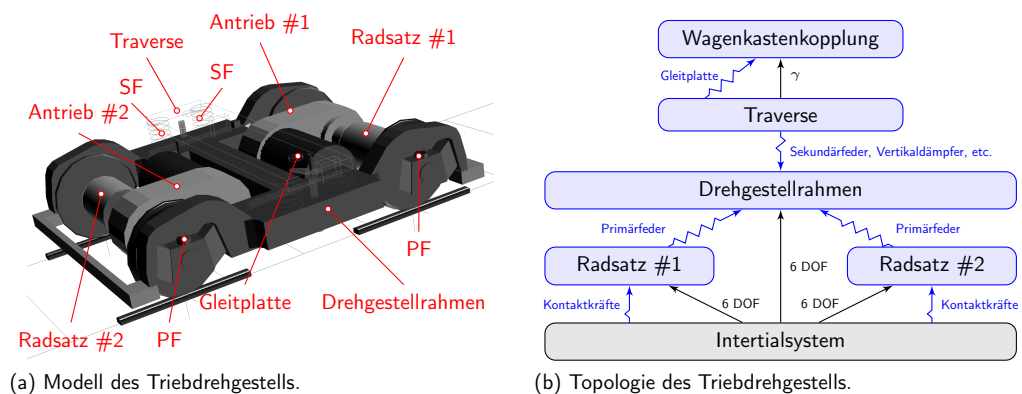 Antrieb #1
Traverse
Radsatz #1
SF
SF
Antrieb #2
PF
Gleitplatte
Drehgestellrahmen
Radsatz #2
PF
(a) Modell des Triebdrehgestells.
Wagenkastenkopplung
Gleitplatte
γ
Traverse
Sekundärfeder, Vertikaldämpfer, etc.
Drehgestellrahmen
Primärfeder
Primärfeder
Radsatz #1
6 DOF
Radsatz #2
Kontaktkräfte
6 DOF
6 DOF
Kontaktkräfte
Intertialsystem
(b) Topologie des Triebdrehgestells.